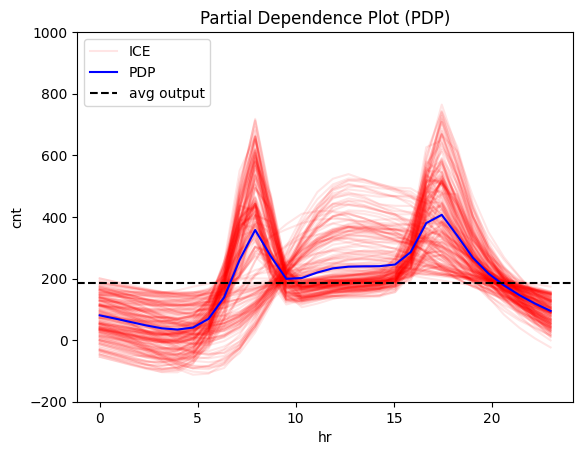 Partial Dependence Plot (PDP)
1000
800
600
400
200
0
-200
cnt
ICE
PDP
avg output
0 5 10 15 20
hr